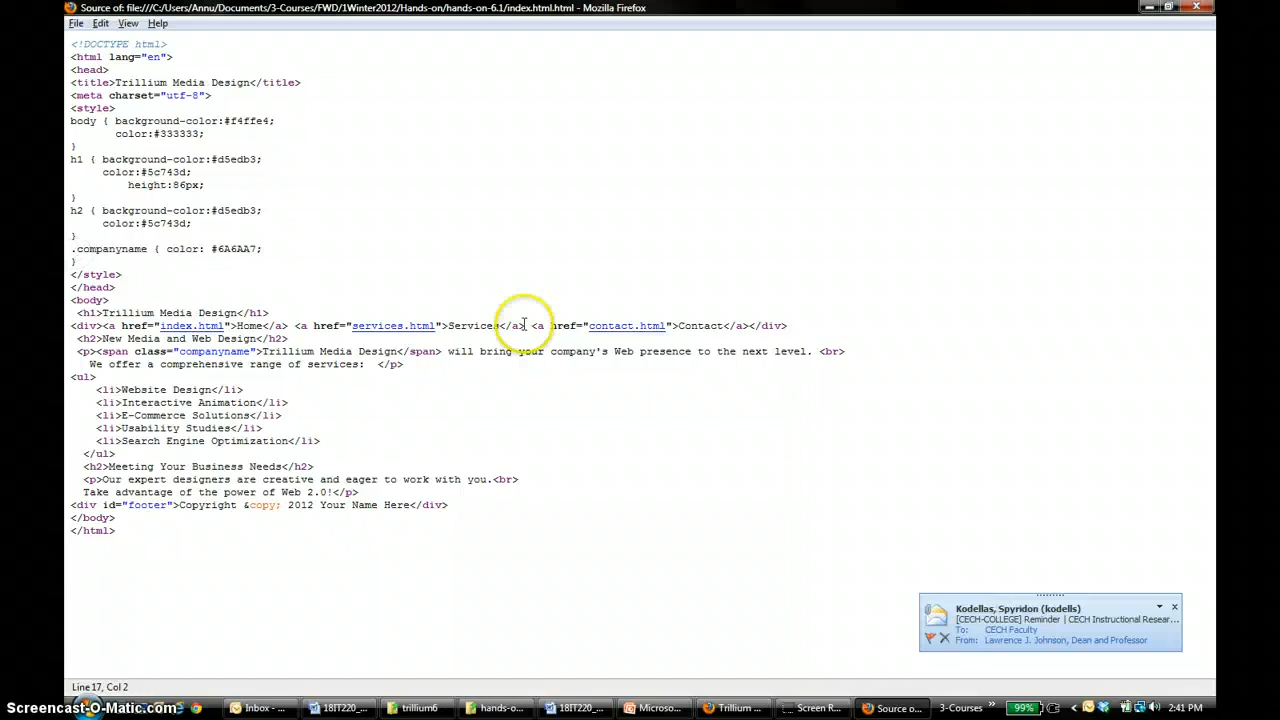 Source of: file:///C:/Users/Annu/Documents/3-Courses/FWD/1Winter2012/Hands-on/hands-on-6.1/index.html.html - Mozilla Firefox
File Edit View Help
<!DOCTYPE html>
<html lang="en">
<head>
<title>Trillium Media Design</title>
<meta charset="utf-8">
<style>
body { background-color:#f4ffe4;
color:#333333;
}
h1 { background-color:#d5edb3;
color:#5c743d;
height:86px;
}
h2 { background-color:#d5edb3;
color:#5c743d;
}
.companyname { color: #6A6AA7;
}
</style>
</head>
<body>
<h1>Trillium Media Design</h1>
<div><a href="index.html">Home</a> <a href="services.html">Services</a> <a href="contact.html">Contact</a></div>
<h2>New Media and Web Design</h2>
<p><span class="companyname">Trillium Media Design</span> will bring your company's Web presence to the next level. <br>
We offer a comprehensive range of services: </p>
<ul>
<li>Website Design</li>
<li>Interactive Animation</li>
<li>E-Commerce Solutions</li>
<li>Usability Studies</li>
<li>Search Engine Optimization</li>
</ul>
<h2>Meeting Your Business Needs</h2>
<p>Our expert designers are creative and eager to work with you.<br>
Take advantage of the power of Web 2.0!</p>
<div id="footer">Copyright &copy; 2012 Your Name Here</div>
</body>
</html>
Kodellas, Spyridon (kodells)
[CECH-COLLEGE] Reminder | CECH Instructional Resear...
To: CECH Faculty
From: Lawrence J. Johnson, Dean and Professor
Line 17, Col 2
Screencast-O-Matic.com Inbox - ... 18IT220_... trillium6 hands-o... 18IT220_... Microso... Trillium ... Screen R... Source o... 3-Courses » 99% 2:41 PM